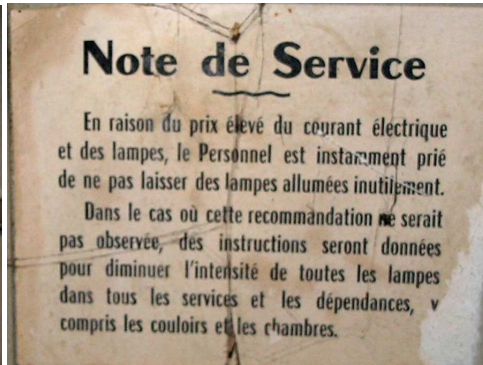 Note de Service
En raison du prix élevé du courant électrique
et des lampes, le Personnel est instamment prié
de ne pas laisser des lampes allumées inutilement.
Dans le cas où cette recommandation ne serait
pas observée, des instructions seront données
pour diminuer l'intensité de toutes les lampes
dans tous les services et les dépendances, y
compris les couloirs et les chambres.